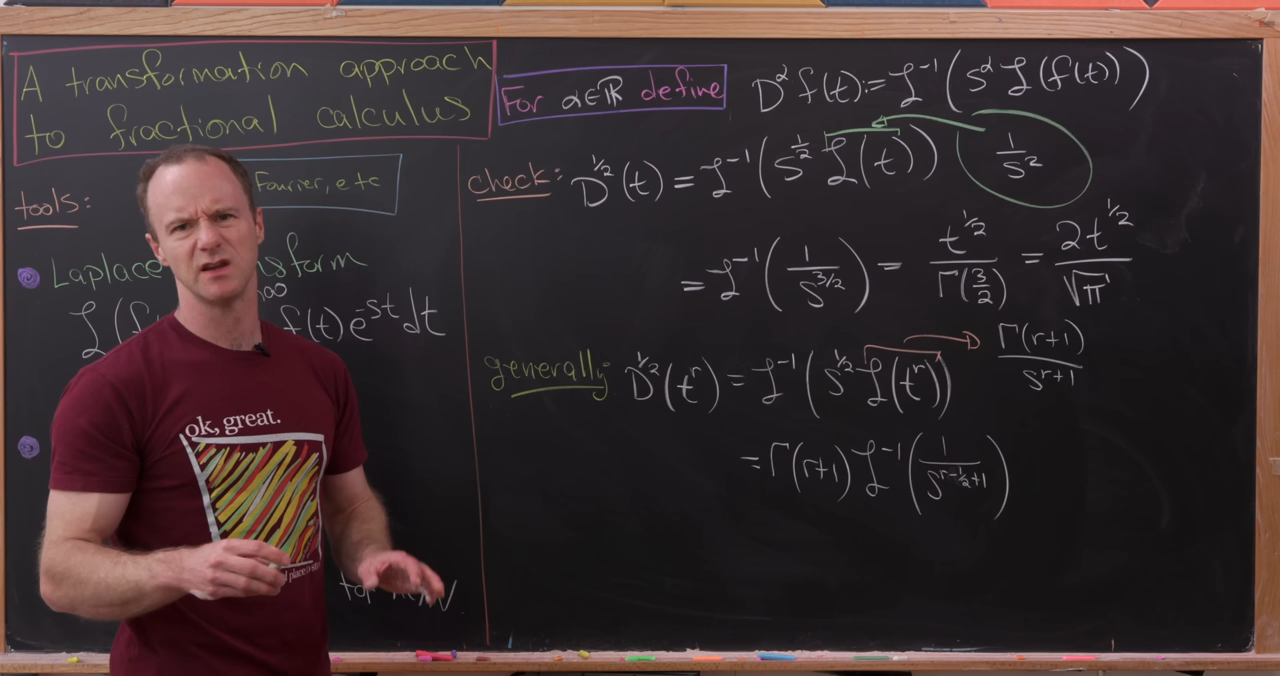 A transformation approach
to fractional calculus
tools:
Fourier, etc
Laplace
f(t)e^{-st}dt
for
For α∈ℝ define
D^α f(t):=ℒ^{-1}(s^α ℒ(f(t)))
check: D^{1/2}(t) = ℒ^{-1}(s^{1/2} ℒ(t))
1/s^2
= ℒ^{-1}(1/s^{3/2}) = t^{1/2}/Γ(3/2) = 2t^{1/2}/√π
generally: D^{1/2}(t^r) = ℒ^{-1}(s^{1/2} ℒ(t^r))
Γ(r+1)/s^{r+1}
= Γ(r+1) ℒ^{-1}(1/s^{r-1/2+1})
ok, great.